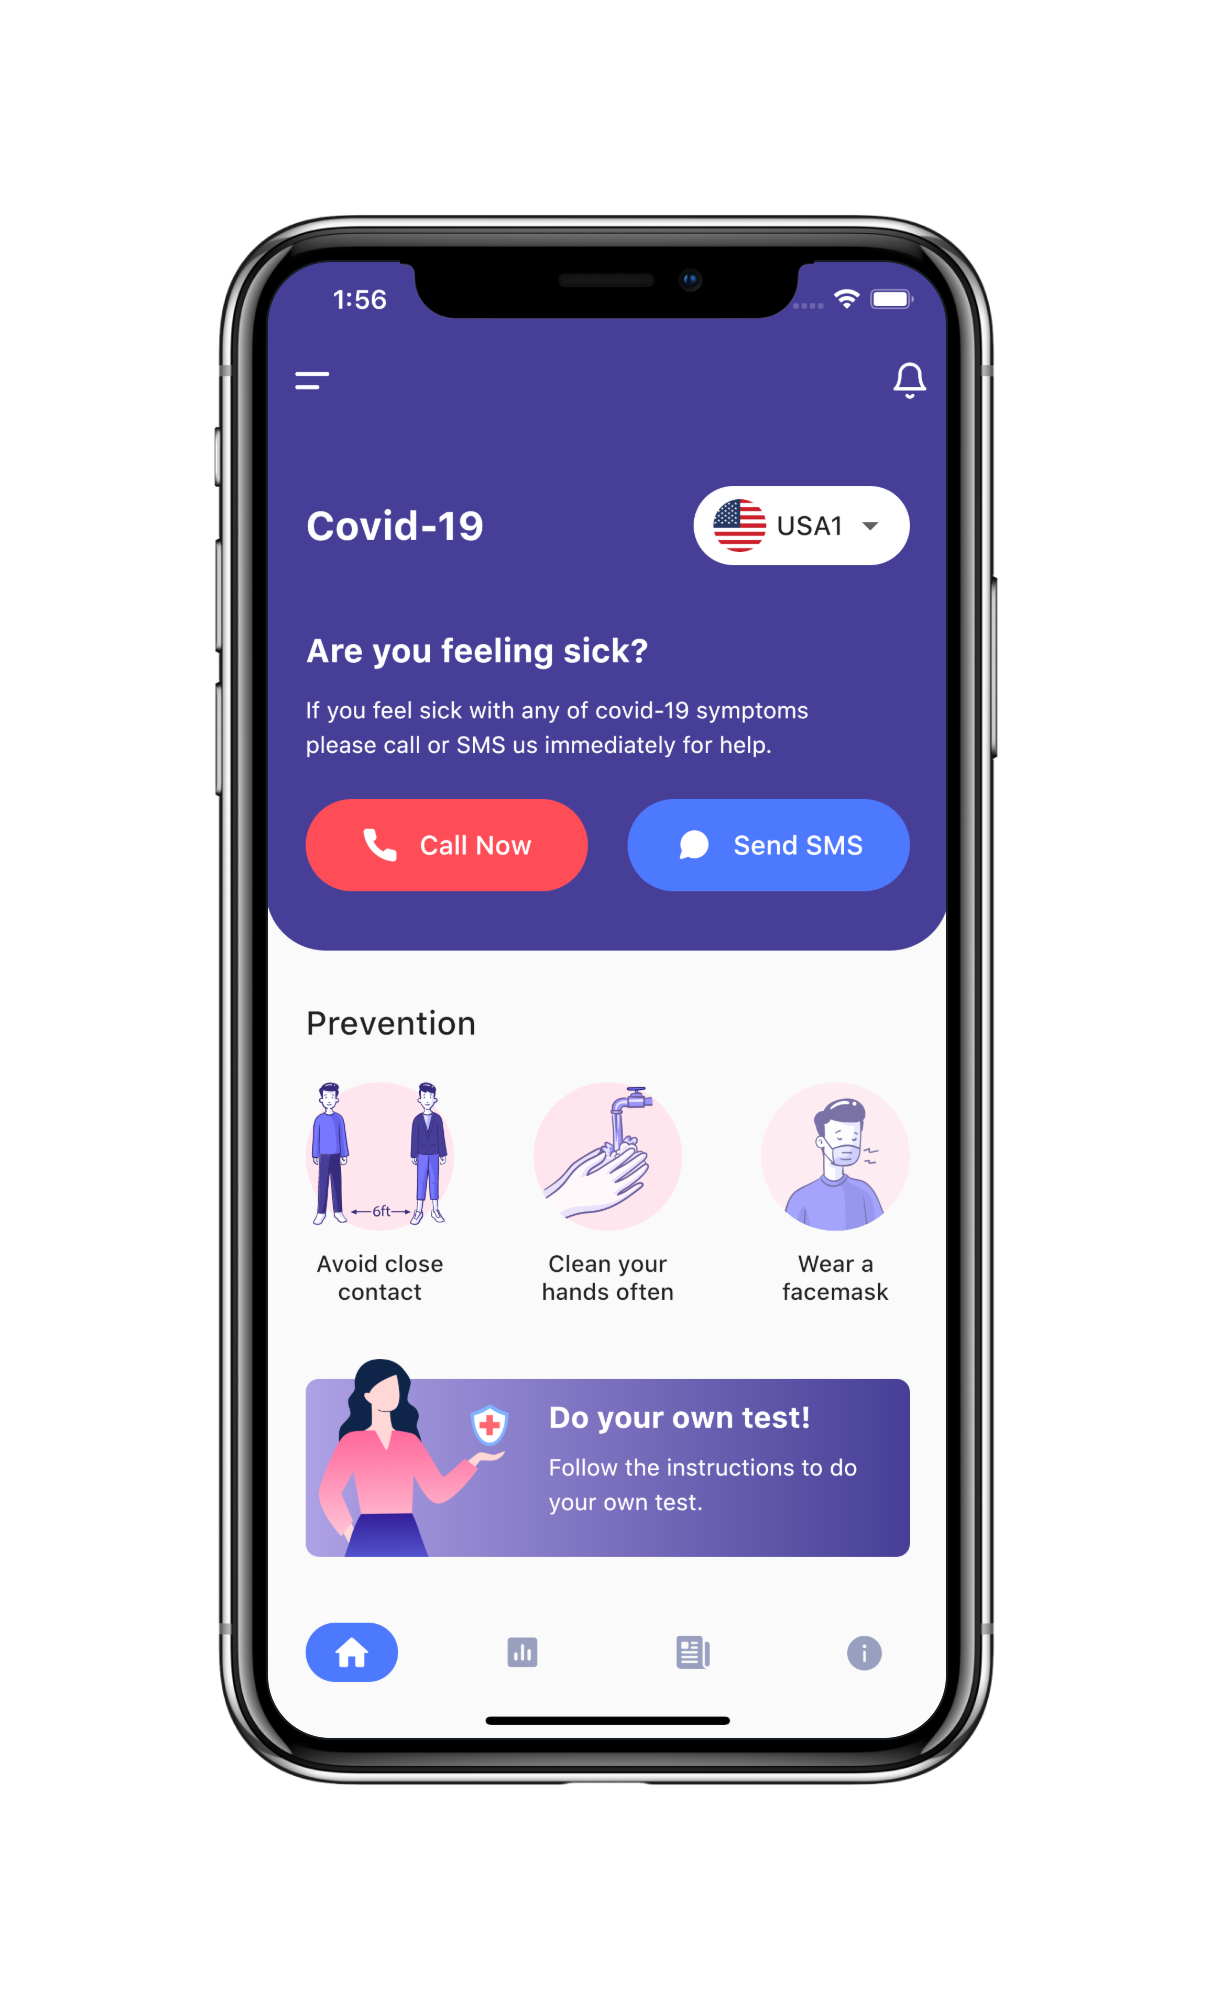 1:56
Covid-19
USA1
Are you feeling sick?
If you feel sick with any of covid-19 symptoms
please call or SMS us immediately for help.
Call Now
Send SMS
Prevention
6ft
Avoid close
contact
Clean your
hands often
Wear a
facemask
Do your own test!
Follow the instructions to do
your own test.